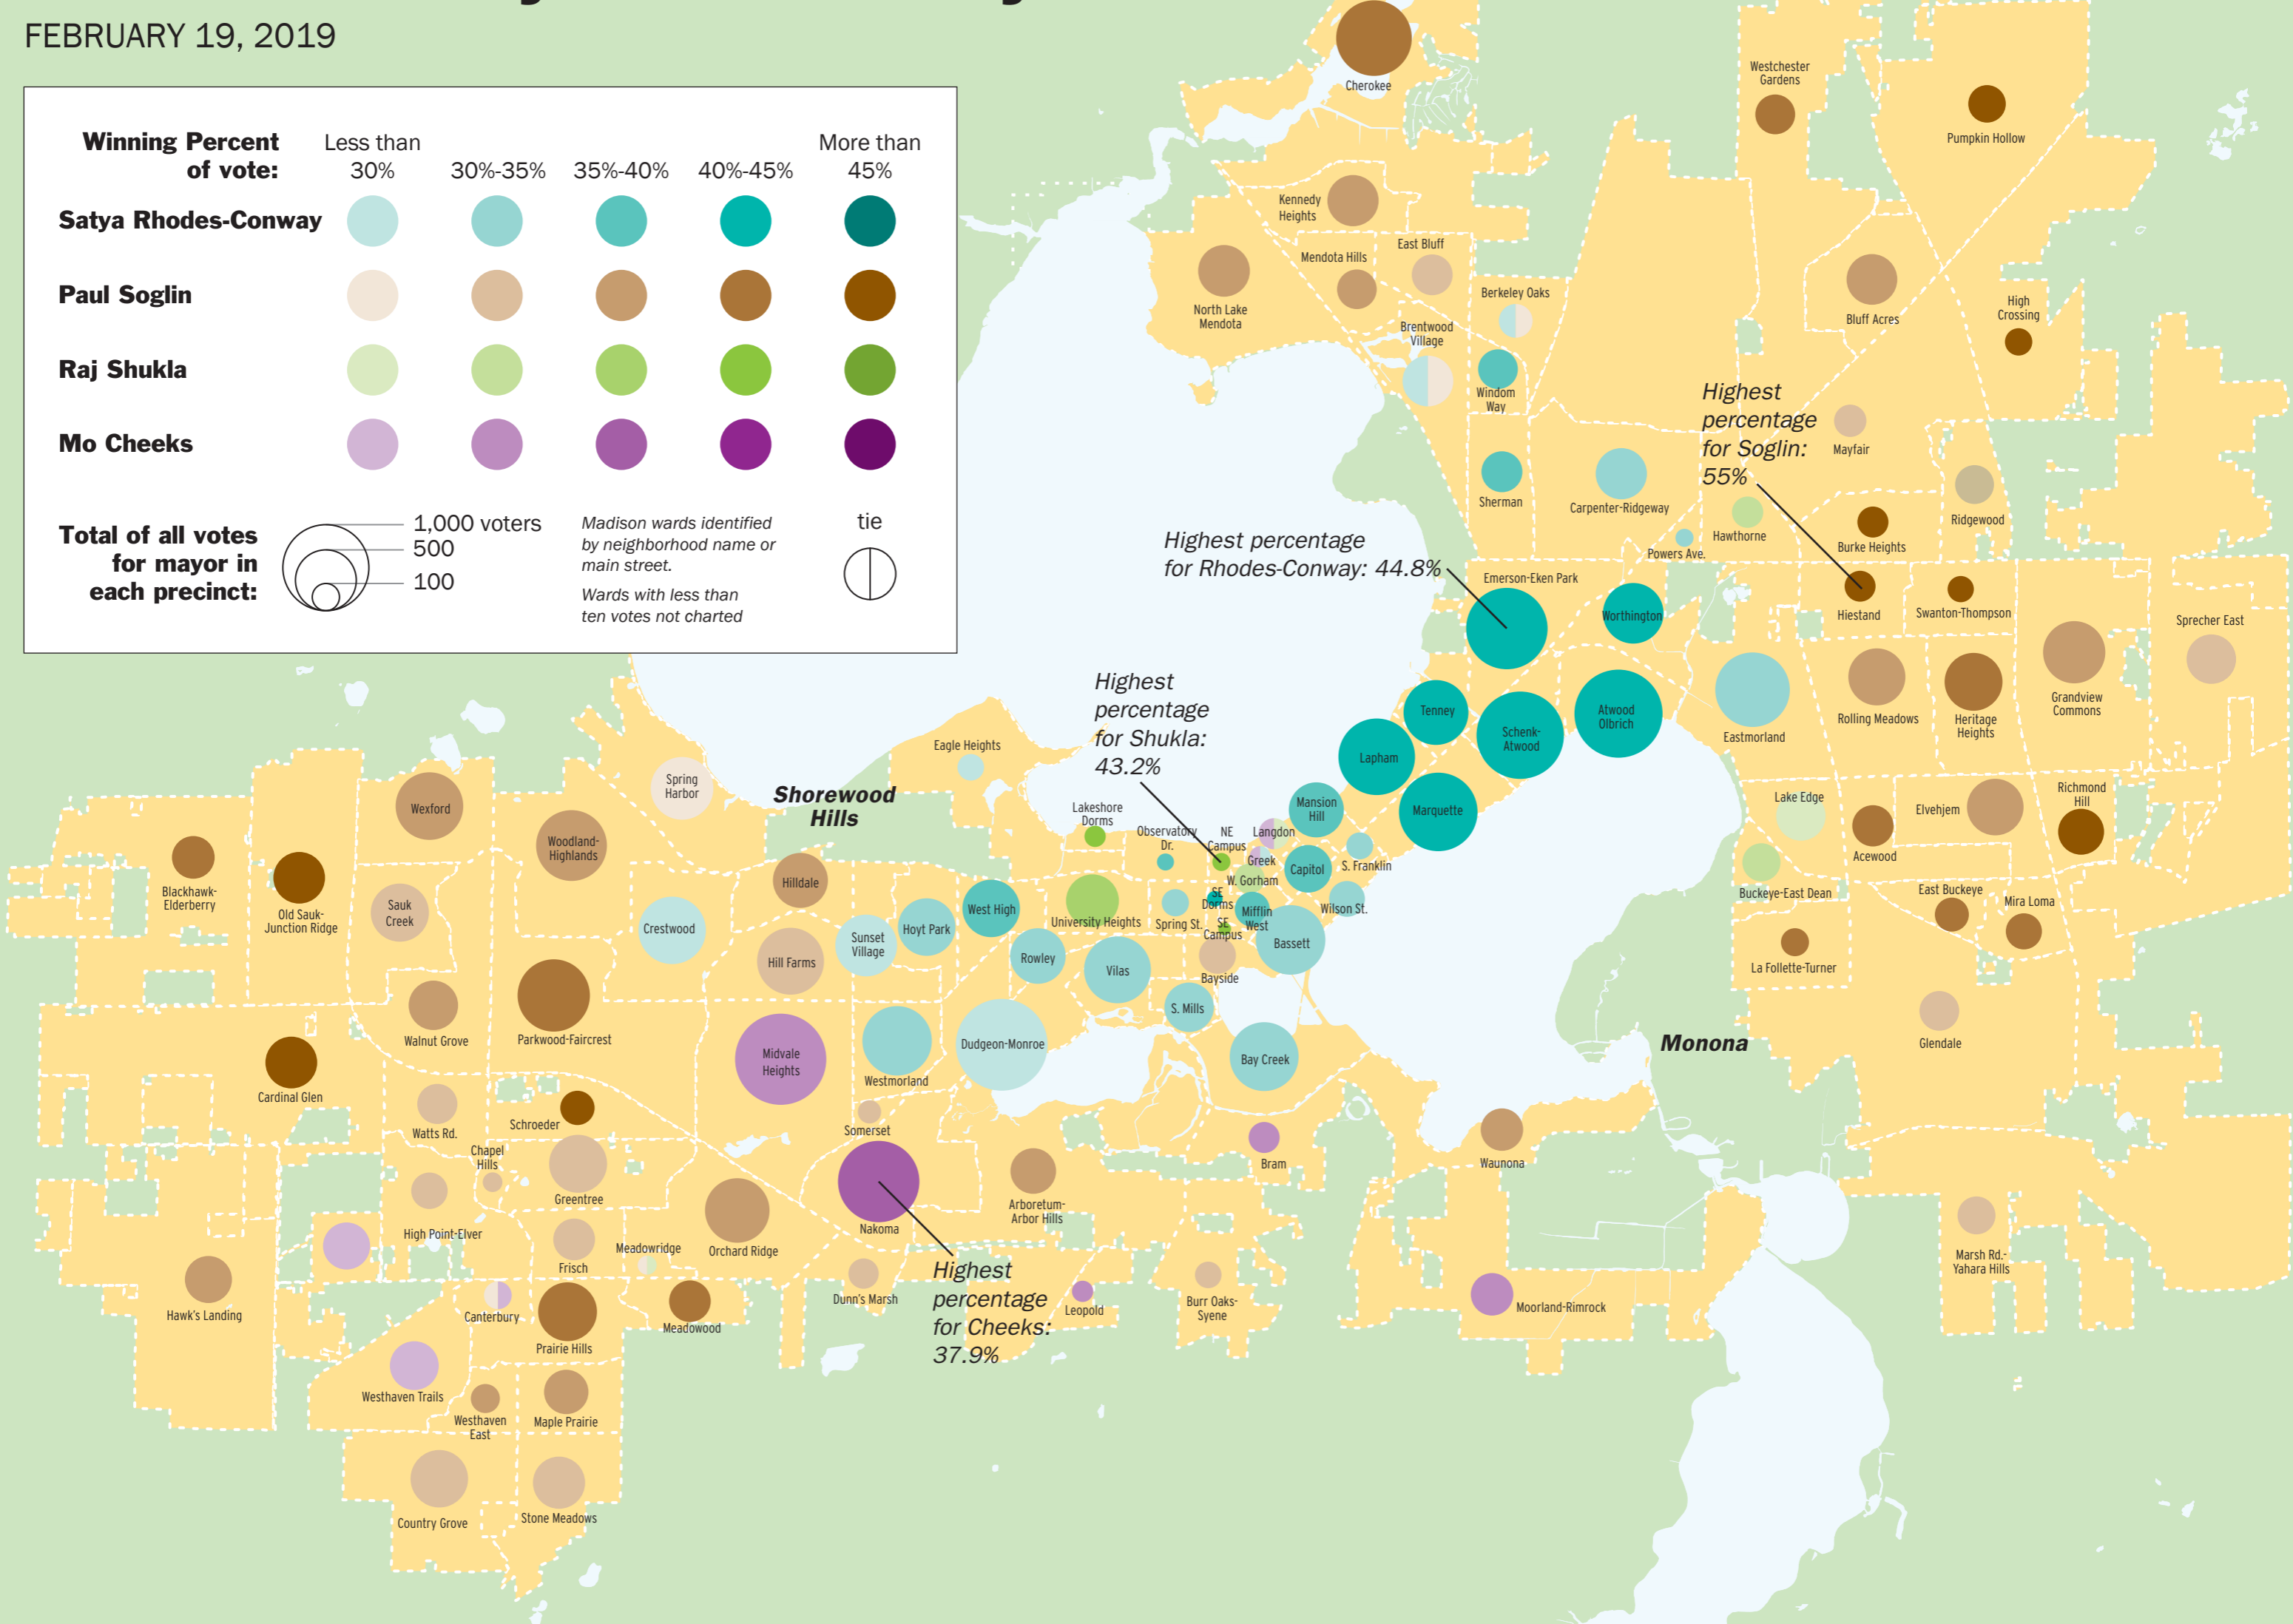 FEBRUARY 19, 2019
Winning Percent
of vote:
Less than
30%
30%-35%
35%-40%
40%-45%
More than
45%
Satya Rhodes-Conway
Paul Soglin
Raj Shukla
Mo Cheeks
Total of all votes
for mayor in
each precinct:
1,000 voters
500
100
Madison wards identified
by neighborhood name or
main street.
Wards with less than
ten votes not charted
tie
Cherokee
Westchester
Gardens
Pumpkin Hollow
Kennedy
Heights
Mendota Hills
East Bluff
North Lake
Mendota
Berkeley Oaks
Brentwood
Village
Windom
Way
Bluff Acres
High
Crossing
Highest
percentage
for Soglin:
55%
Mayfair
Sherman
Carpenter-Ridgeway
Hawthorne
Powers Ave.
Burke Heights
Ridgewood
Highest percentage
for Rhodes-Conway: 44.8%
Emerson-Eken Park
Worthington
Hiestand
Swanton-Thompson
Sprecher East
Highest
percentage
for Shukla:
43.2%
Tenney
Schenk-
Atwood
Atwood
Olbrich
Eastmorland
Rolling Meadows
Heritage
Heights
Grandview
Commons
Lapham
Marquette
Mansion
Hill
Eagle Heights
Shorewood
Hills
Spring
Harbor
Wexford
Woodland-
Highlands
Lakeshore
Dorms
Observatory
Dr.
NE
Campus
Langdon
Greek
W. Gorham
Capitol
S. Franklin
Lake Edge
Acewood
Elvehjem
Richmond
Hill
Buckeye-East Dean
East Buckeye
Mira Loma
La Follette-Turner
Blackhawk-
Elderberry
Old Sauk-
Junction Ridge
Sauk
Creek
Hilldale
Crestwood
Hill Farms
Sunset
Village
Hoyt Park
West High
University Heights
Rowley
Vilas
Spring St.
SE
Dorms
Mifflin
West
SE
Campus
Wilson St.
Bassett
Bayside
S. Mills
Walnut Grove
Parkwood-Faircrest
Midvale
Heights
Westmorland
Dudgeon-Monroe
Bay Creek
Monona
Glendale
Cardinal Glen
Watts Rd.
Schroeder
Somerset
Chapel
Hills
Greentree
Bram
Waunona
High Point-Elver
Frisch
Meadowridge
Orchard Ridge
Nakoma
Arboretum-
Arbor Hills
Marsh Rd.-
Yahara Hills
Hawk's Landing
Canterbury
Prairie Hills
Meadowood
Dunn's Marsh
Highest
percentage
for Cheeks:
37.9%
Leopold
Burr Oaks-
Syene
Moorland-Rimrock
Westhaven Trails
Westhaven
East
Maple Prairie
Country Grove
Stone Meadows